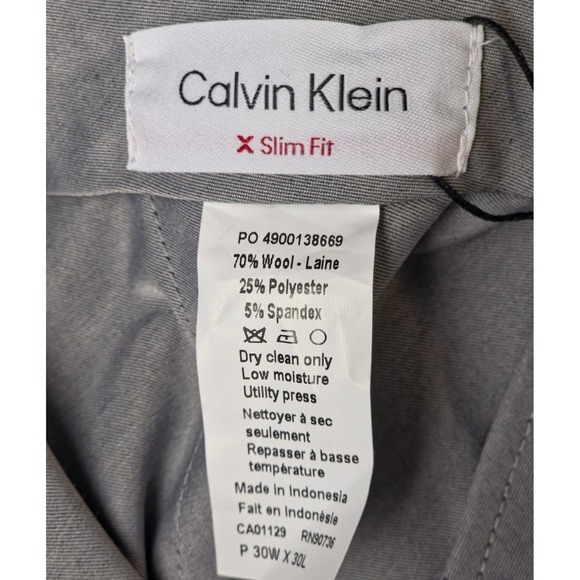 Calvin Klein
X Slim Fit
PO 4900138669
70% Wool - Laine
25% Polyester
5% Spandex
Dry clean only
Low moisture
Utility press
Nettoyer à sec
seulement
Repasser à basse
température
Made in Indonesia
Fait en Indonèsie
CA01129 RN90736
P 30W X 30L